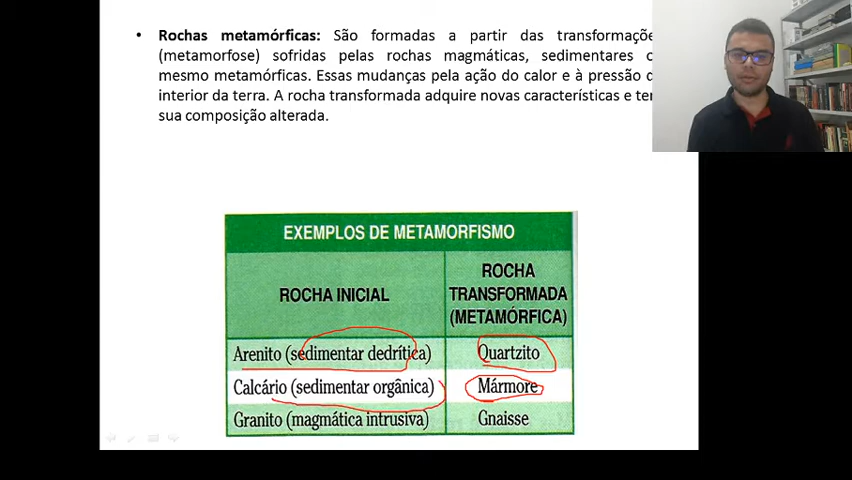 Rochas metamórficas: São formadas a partir das transformaçõe
(metamorfose) sofridas pelas rochas magmáticas, sedimentares
mesmo metamórficas. Essas mudanças pela ação do calor e à pressão
interior da terra. A rocha transformada adquire novas características e
sua composição alterada.
EXEMPLOS DE METAMORFISMO
ROCHA INICIAL
ROCHA
TRANSFORMADA
(METAMÓRFICA)
Arenito (sedimentar dedrítica)
Quartzito
Calcário (sedimentar orgânica)
Mármore
Granito (magmática intrusiva)
Gnaisse